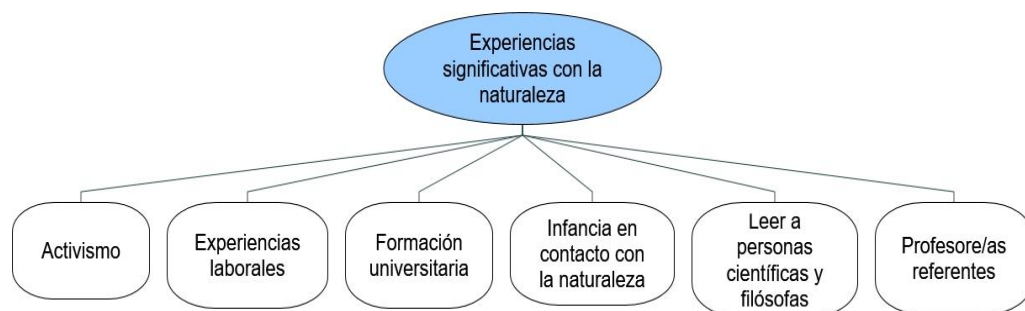 Experiencias
significativas con la
naturaleza
Activismo
Experiencias
laborales
Formación
universitaria
Infancia en
contacto con
la naturaleza
Leer a
personas
científicas y
filósofas
Profesore/as
referentes